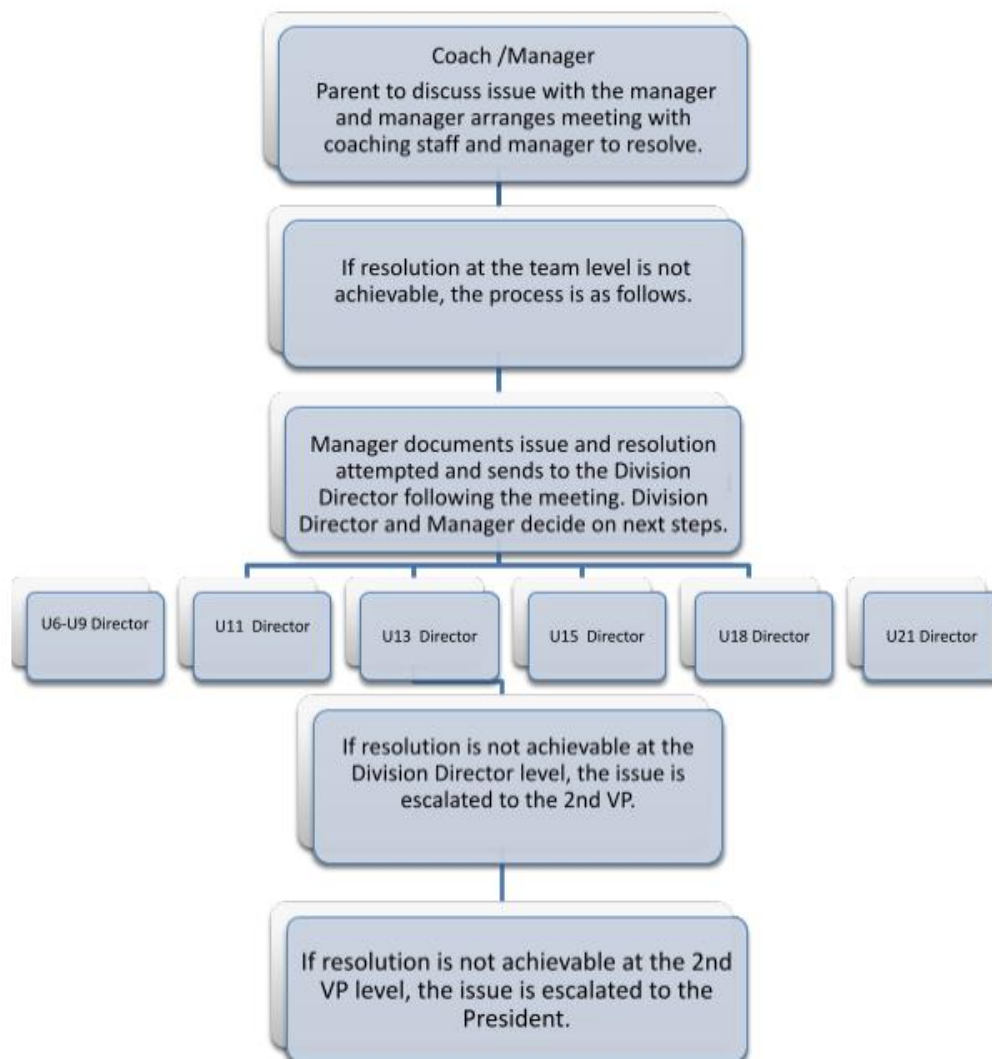 Coach /Manager
Parent to discuss issue with the manager
and manager arranges meeting with
coaching staff and manager to resolve.
If resolution at the team level is not
achievable, the process is as follows.
Manager documents issue and resolution
attempted and sends to the Division
Director following the meeting. Division
Director and Manager decide on next steps.
U6-U9 Director
U11 Director
U13 Director
U15 Director
U18 Director
U21 Director
If resolution is not achievable at the
Division Director level, the issue is
escalated to the 2nd VP.
If resolution is not achievable at the 2nd
VP level, the issue is escalated to the
President.